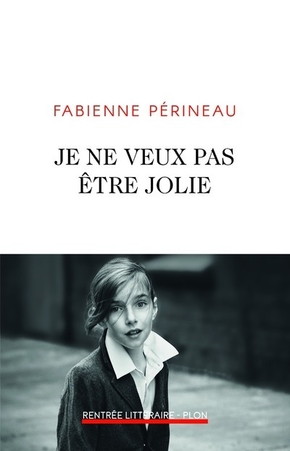 FABIENNE PÉRINEAU
JE NE VEUX PAS
ÊTRE JOLIE
RENTRÉE LITTÉRAIRE - PLON